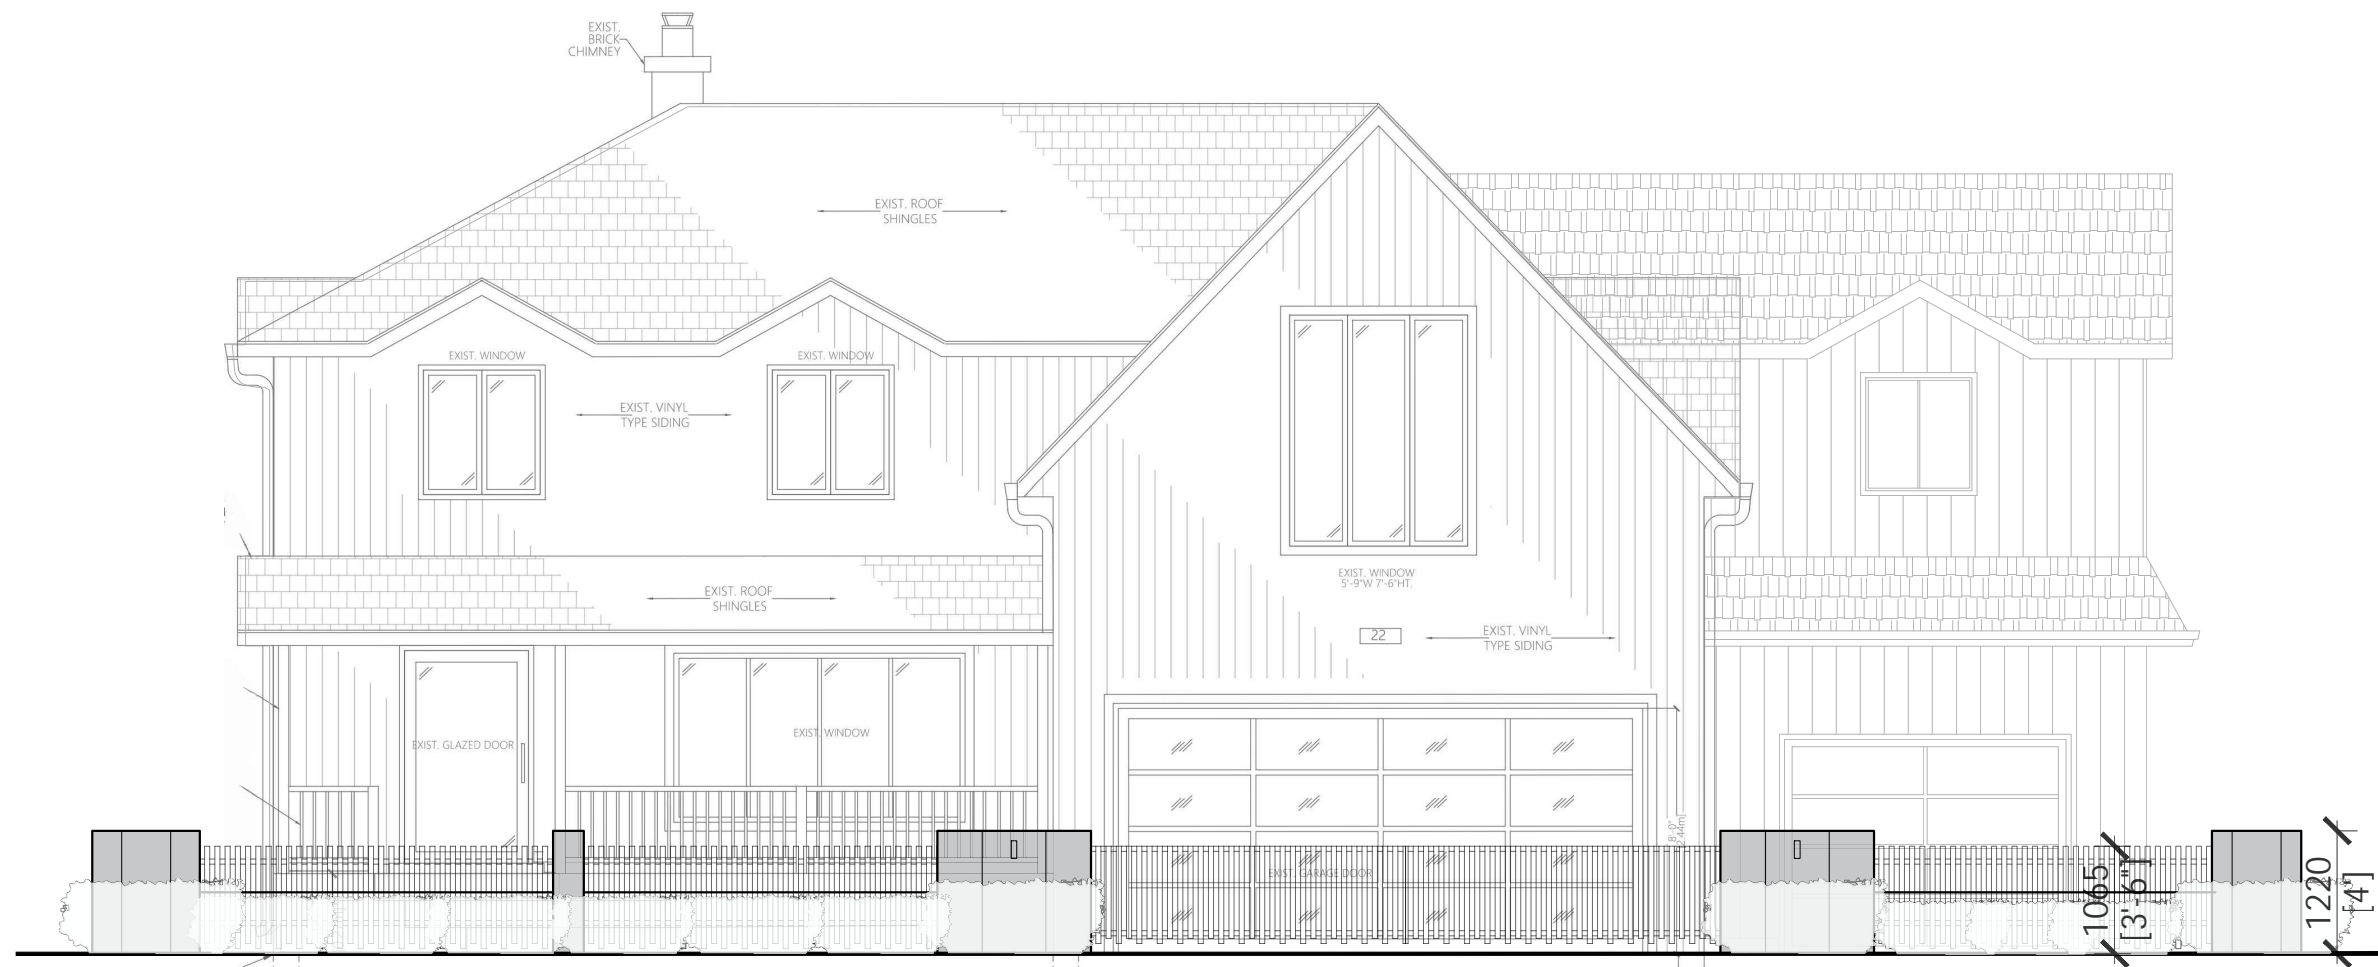 EXIST.
BRICK
CHIMNEY
EXIST. ROOF
SHINGLES
EXIST. WINDOW
EXIST. WINDOW
EXIST. VINYL
TYPE SIDING
EXIST. WINDOW
5'-9"W 7'-6"HT.
EXIST. ROOF
SHINGLES
22
EXIST. VINYL
TYPE SIDING
EXIST. GLAZED DOOR
EXIST. WINDOW
8'-0"
EXIST. GARAGE DOOR
1065
[3'-6"]
1220
[4']